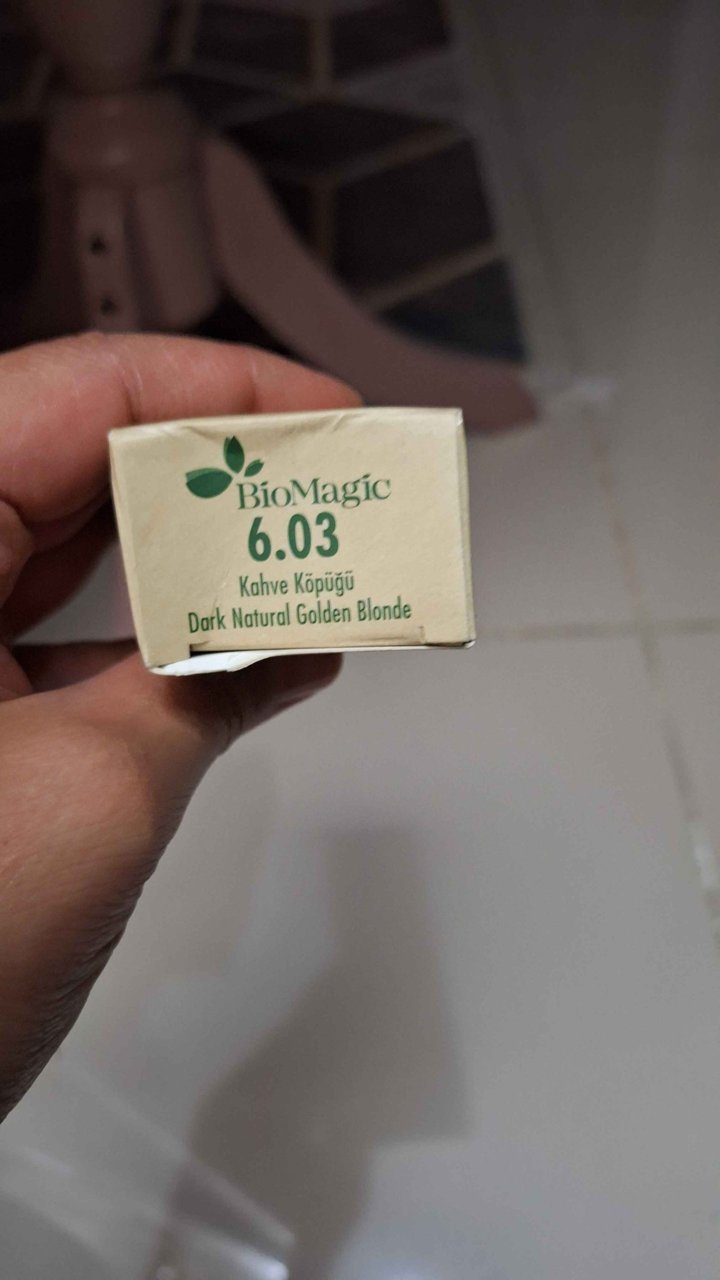 BioMagic
6.03
Kahve Köpüğü
Dark Natural Golden Blonde